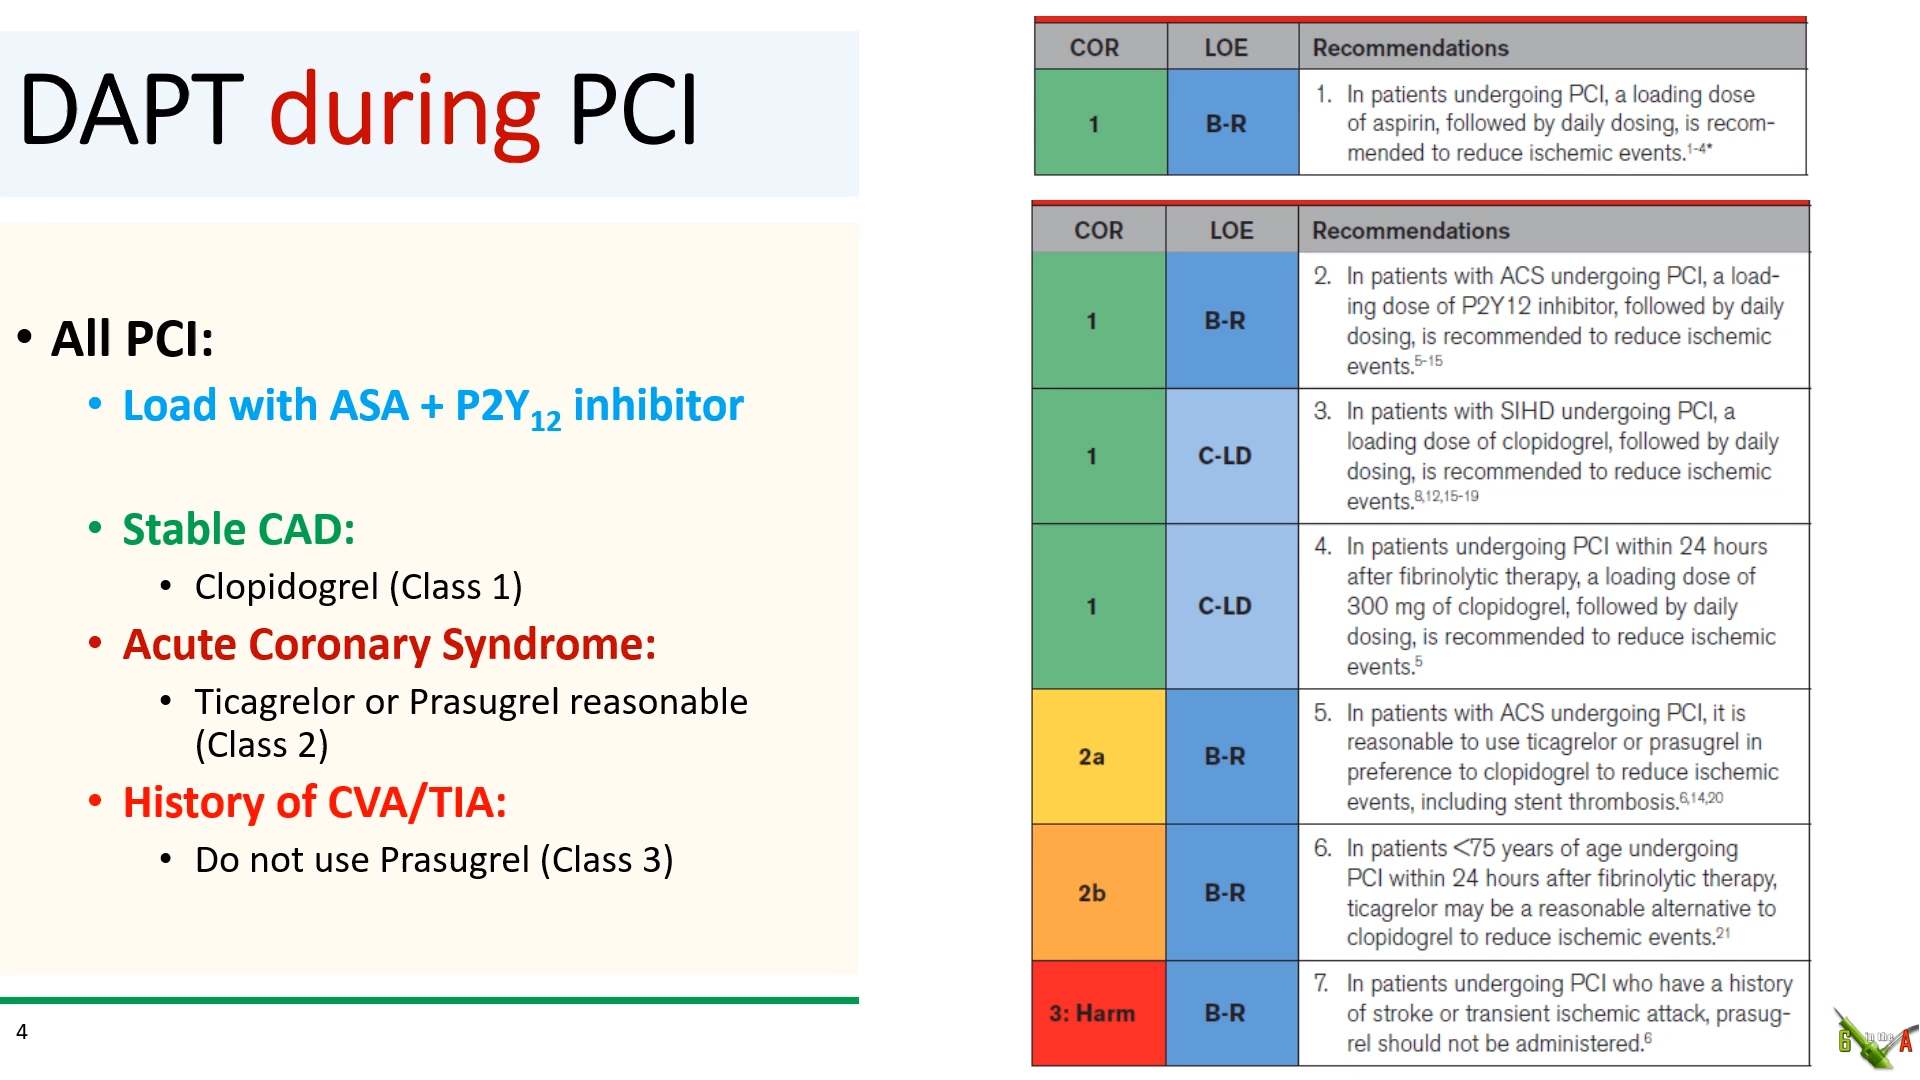 DAPT during PCI
• All PCI:
• Load with ASA + P2Y12 inhibitor
• Stable CAD:
• Clopidogrel (Class 1)
• Acute Coronary Syndrome:
• Ticagrelor or Prasugrel reasonable
(Class 2)
• History of CVA/TIA:
• Do not use Prasugrel (Class 3)
4
COR LOE Recommendations
1 B-R 1. In patients undergoing PCI, a loading dose
of aspirin, followed by daily dosing, is recom-
mended to reduce ischemic events.1-4*
COR LOE Recommendations
1 B-R 2. In patients with ACS undergoing PCI, a load-
ing dose of P2Y12 inhibitor, followed by daily
dosing, is recommended to reduce ischemic
events.5-15
1 C-LD 3. In patients with SIHD undergoing PCI, a
loading dose of clopidogrel, followed by daily
dosing, is recommended to reduce ischemic
events.8,12,15-19
1 C-LD 4. In patients undergoing PCI within 24 hours
after fibrinolytic therapy, a loading dose of
300 mg of clopidogrel, followed by daily
dosing, is recommended to reduce ischemic
events.5
2a B-R 5. In patients with ACS undergoing PCI, it is
reasonable to use ticagrelor or prasugrel in
preference to clopidogrel to reduce ischemic
events, including stent thrombosis.6,14,20
2b B-R 6. In patients <75 years of age undergoing
PCI within 24 hours after fibrinolytic therapy,
ticagrelor may be a reasonable alternative to
clopidogrel to reduce ischemic events.21
3: Harm B-R 7. In patients undergoing PCI who have a history
of stroke or transient ischemic attack, prasug-
rel should not be administered.6
6 in the A